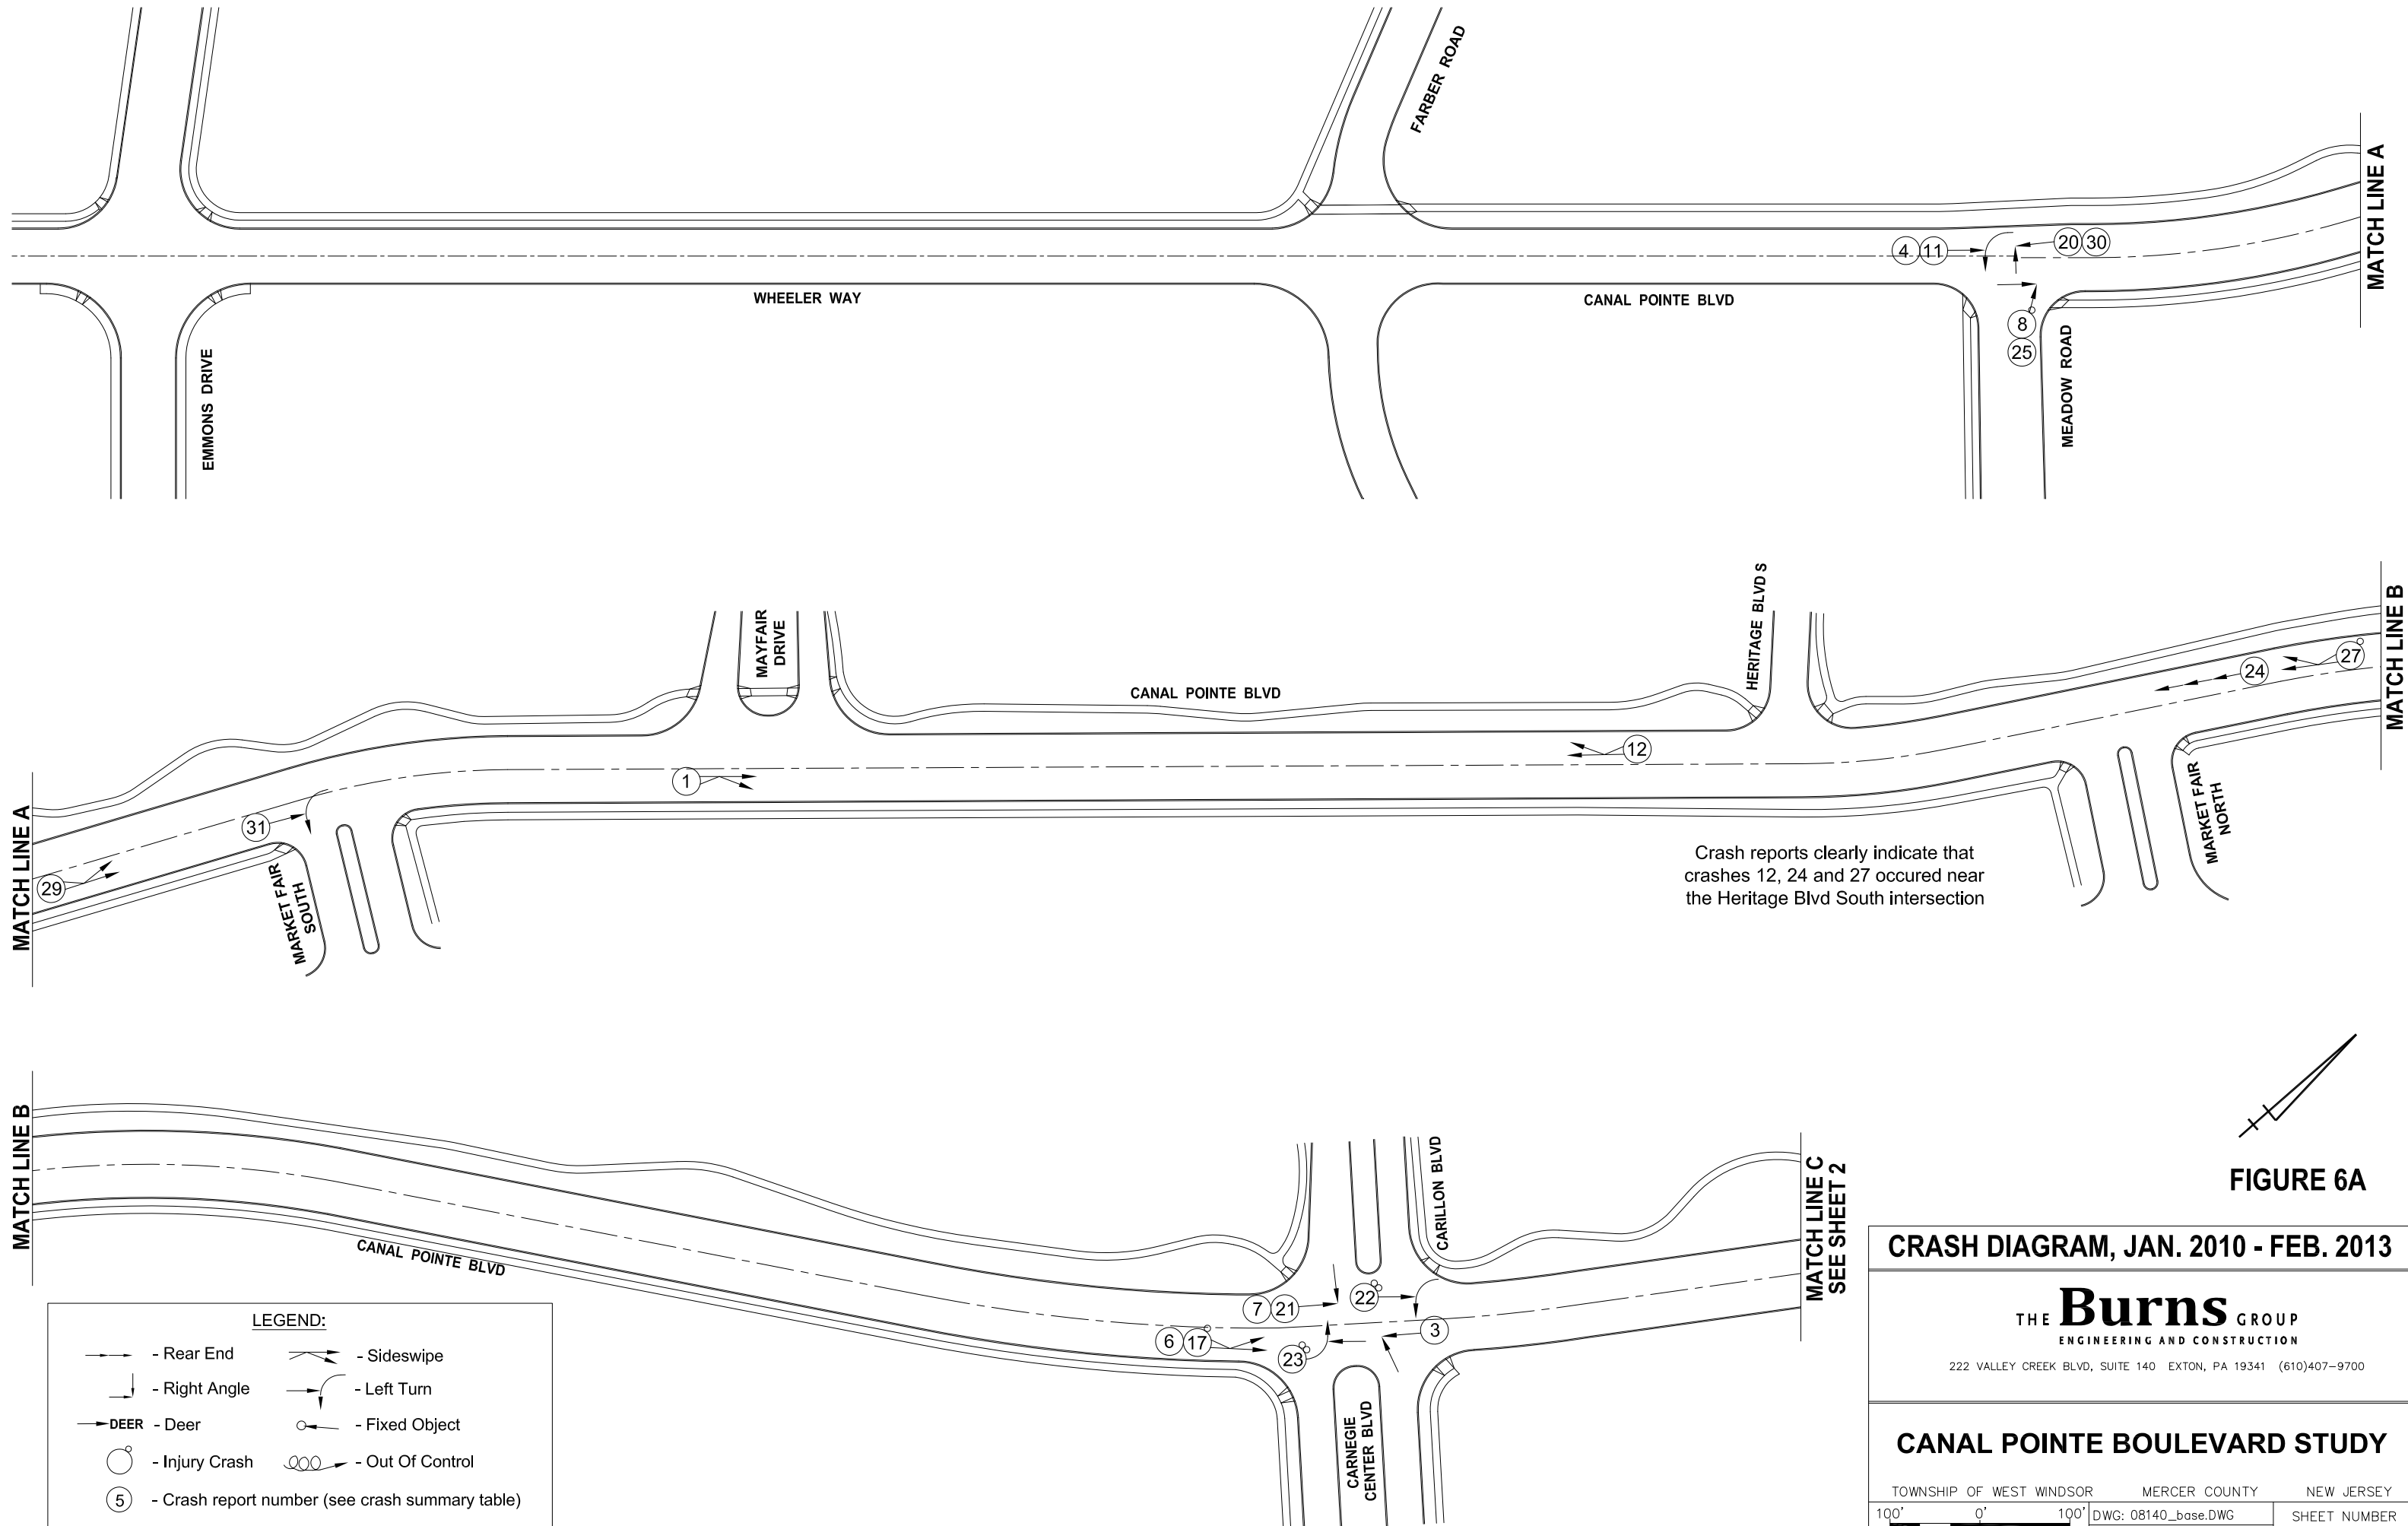 FARBER ROAD
MATCH LINE A
4 11
20 30
WHEELER WAY
CANAL POINTE BLVD
8
25
EMMONS DRIVE
MEADOW ROAD
MATCH LINE A
MAYFAIR
DRIVE
HERITAGE BLVD S
MATCH LINE B
CANAL POINTE BLVD
27
24
12
1
31
29
MARKET FAIR
SOUTH
MARKET FAIR
NORTH
Crash reports clearly indicate that
crashes 12, 24 and 27 occured near
the Heritage Blvd South intersection
MATCH LINE B
CANAL POINTE BLVD
CARILLON BLVD
MATCH LINE C
SEE SHEET 2
7 21
22
3
6 17
23
CARNEGIE
CENTER BLVD
LEGEND:
- Rear End
- Sideswipe
- Right Angle
- Left Turn
DEER - Deer
- Fixed Object
- Injury Crash
- Out Of Control
5 - Crash report number (see crash summary table)
FIGURE 6A
CRASH DIAGRAM, JAN. 2010 - FEB. 2013
THE Burns GROUP
ENGINEERING AND CONSTRUCTION
222 VALLEY CREEK BLVD, SUITE 140 EXTON, PA 19341 (610)407-9700
CANAL POINTE BOULEVARD STUDY
TOWNSHIP OF WEST WINDSOR MERCER COUNTY NEW JERSEY
100' 0' 100' DWG: 08140_base.DWG SHEET NUMBER